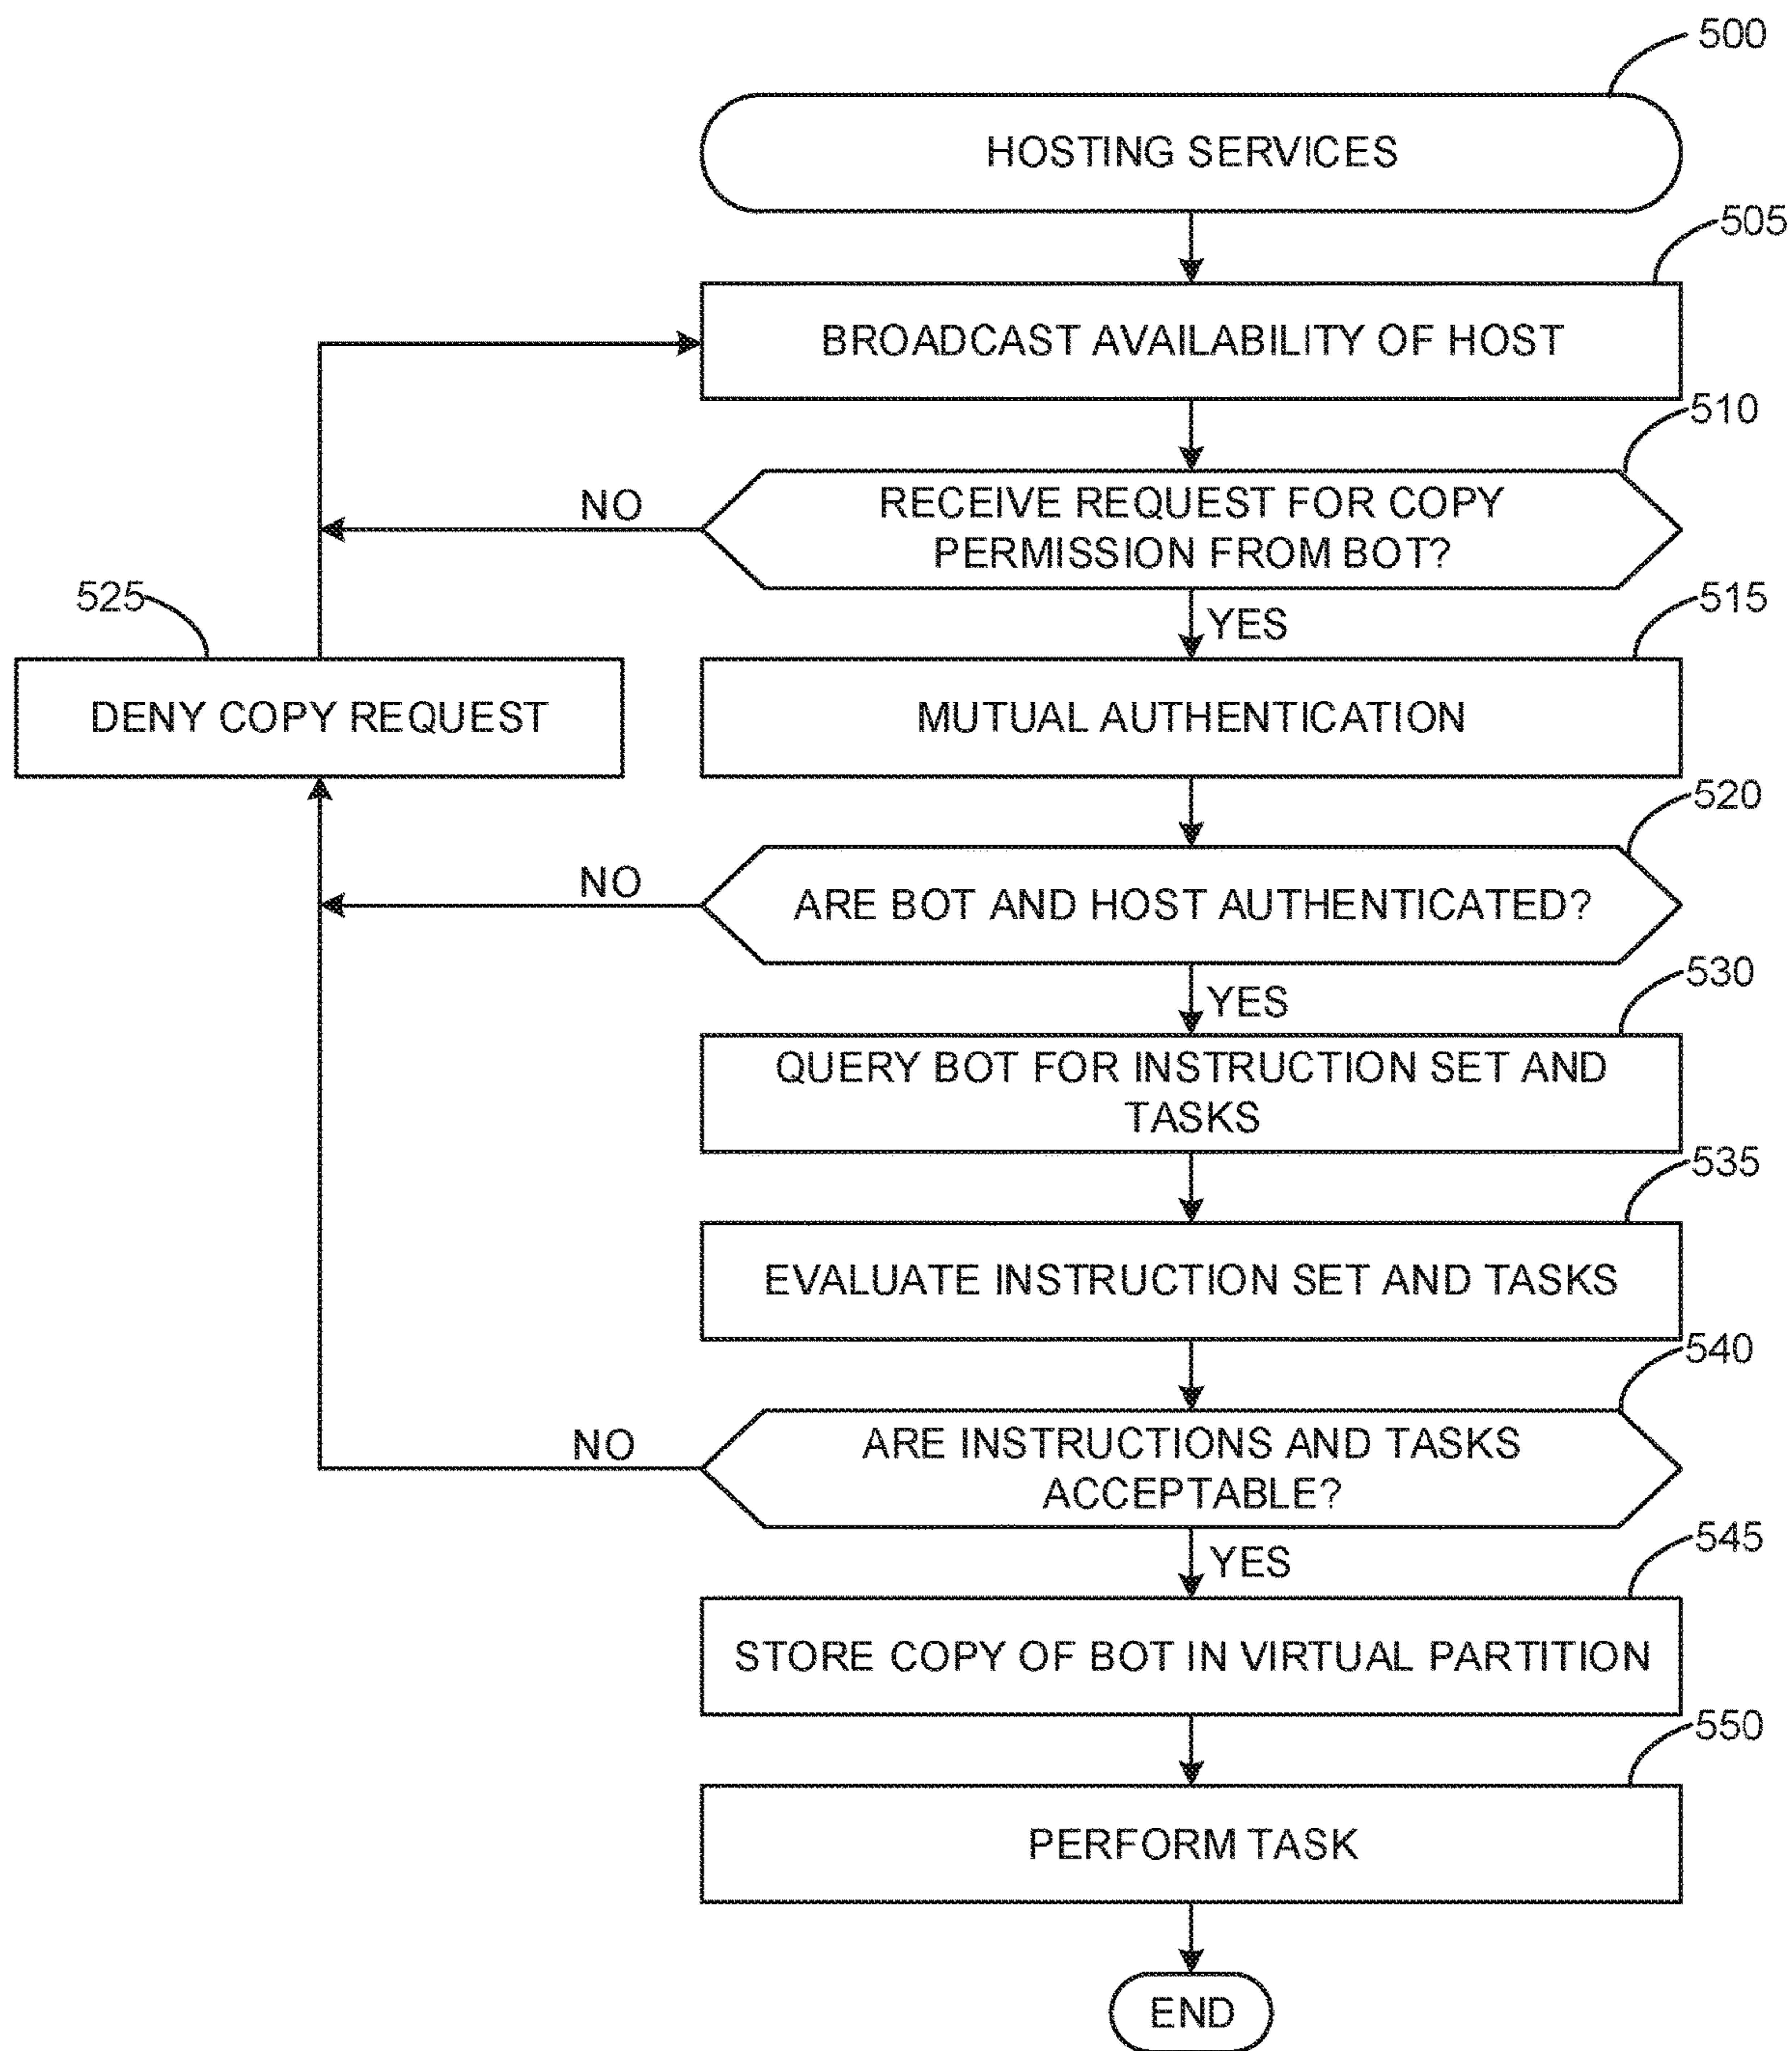 500
HOSTING SERVICES
505
BROADCAST AVAILABILITY OF HOST
510
RECEIVE REQUEST FOR COPY
PERMISSION FROM BOT?
NO
YES
525
DENY COPY REQUEST
515
MUTUAL AUTHENTICATION
520
ARE BOT AND HOST AUTHENTICATED?
NO
YES
530
QUERY BOT FOR INSTRUCTION SET AND
TASKS
535
EVALUATE INSTRUCTION SET AND TASKS
540
ARE INSTRUCTIONS AND TASKS
ACCEPTABLE?
NO
YES
545
STORE COPY OF BOT IN VIRTUAL PARTITION
550
PERFORM TASK
END